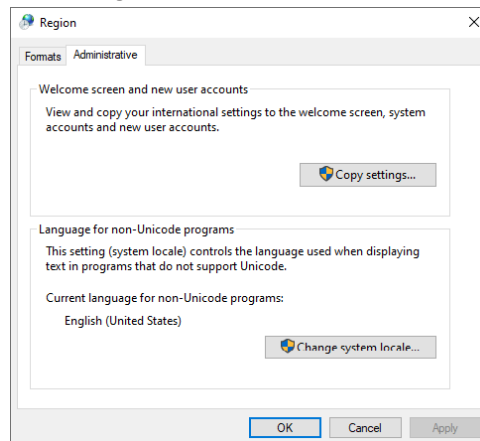 Region
Formats Administrative
Welcome screen and new user accounts
View and copy your international settings to the welcome screen, system
accounts and new user accounts.
Copy settings...
Language for non-Unicode programs
This setting (system locale) controls the language used when displaying
text in programs that do not support Unicode.
Current language for non-Unicode programs:
English (United States)
Change system locale...
OK Cancel Apply